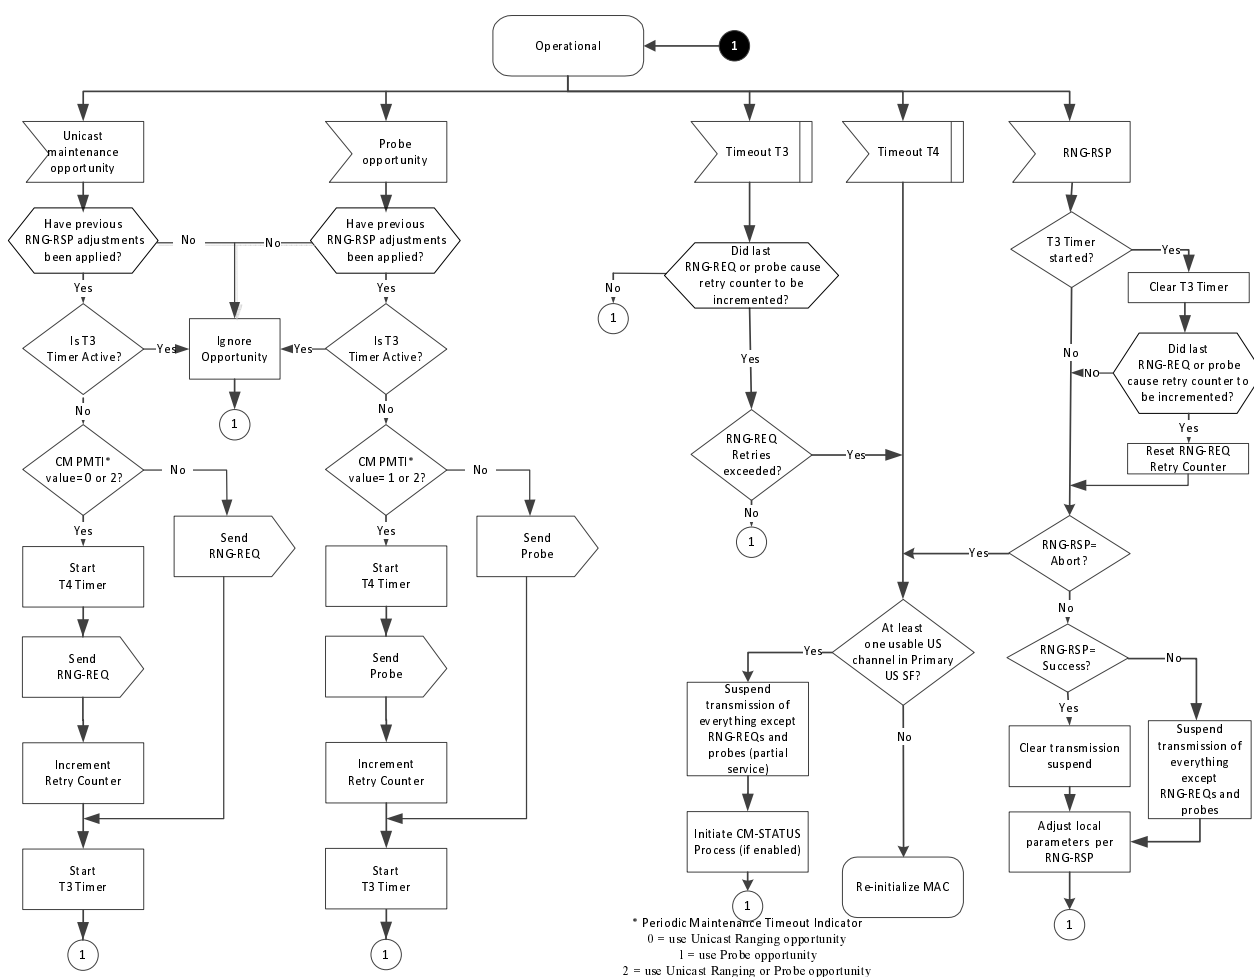 Operational
1
Unicast
maintenance
opportunity
Probe
opportunity
Timeout T3
Timeout T4
RNG-RSP
Have previous
RNG-RSP adjustments
been applied?
No
No
Have previous
RNG-RSP adjustments
been applied?
Did last
RNG-REQ or probe cause
retry counter to be
incremented?
No
1
T3 Timer
started?
Yes
Clear T3 Timer
Yes
Yes
Is T3
Timer Active?
Yes
Ignore
Opportunity
Yes
Is T3
Timer Active?
1
Yes
No
Did last
RNG-REQ or probe
cause retry counter to
be incremented?
No
Yes
Reset RNG-REQ
Retry Counter
No
No
CM PMTI*
value= 0 or 2?
No
CM PMTI*
value= 1 or 2?
No
RNG-REQ
Retries
exceeded?
Yes
No
1
Yes
Send
RNG-REQ
Yes
Send
Probe
Start
T4 Timer
Start
T4 Timer
Yes
RNG-RSP=
Abort?
No
Send
RNG-REQ
Send
Probe
At least
one usable US
channel in Primary
US SF?
Yes
No
RNG-RSP=
Success?
No
Yes
Suspend
transmission of
everything except
RNG-REQs and
probes (partial
service)
Clear transmission
suspend
Suspend
transmission of
everything
except
RNG-REQs and
probes
Increment
Retry Counter
Increment
Retry Counter
Initiate CM-STATUS
Process (if enabled)
Adjust local
parameters per
RNG-RSP
Start
T3 Timer
Start
T3 Timer
Re-initialize MAC
1
1
1
1
* Periodic Maintenance Timeout Indicator
0 = use Unicast Ranging opportunity
1 = use Probe opportunity
2 = use Unicast Ranging or Probe opportunity